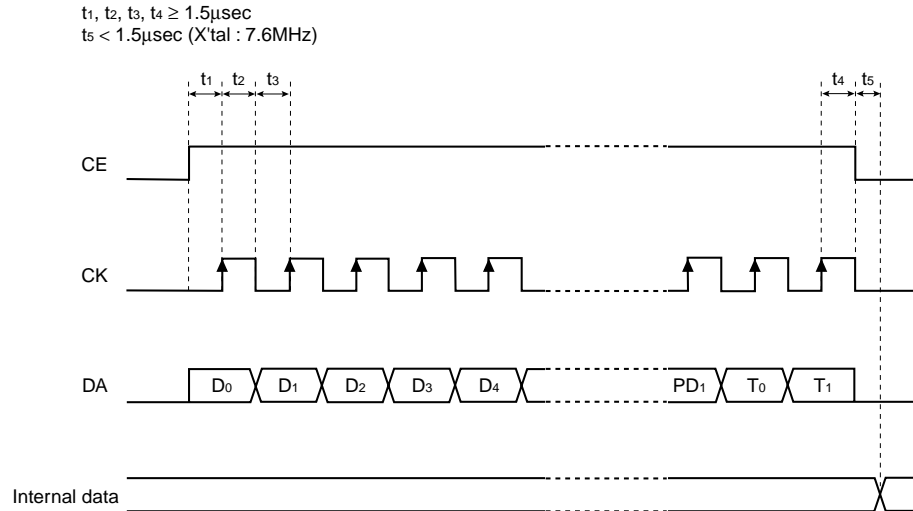 t1, t2, t3, t4 ≥ 1.5µsec
t5 < 1.5µsec (X'tal : 7.6MHz)
t1 t2 t3 t4 t5
CE
CK
DA D0 D1 D2 D3 D4 PD1 T0 T1
Internal data